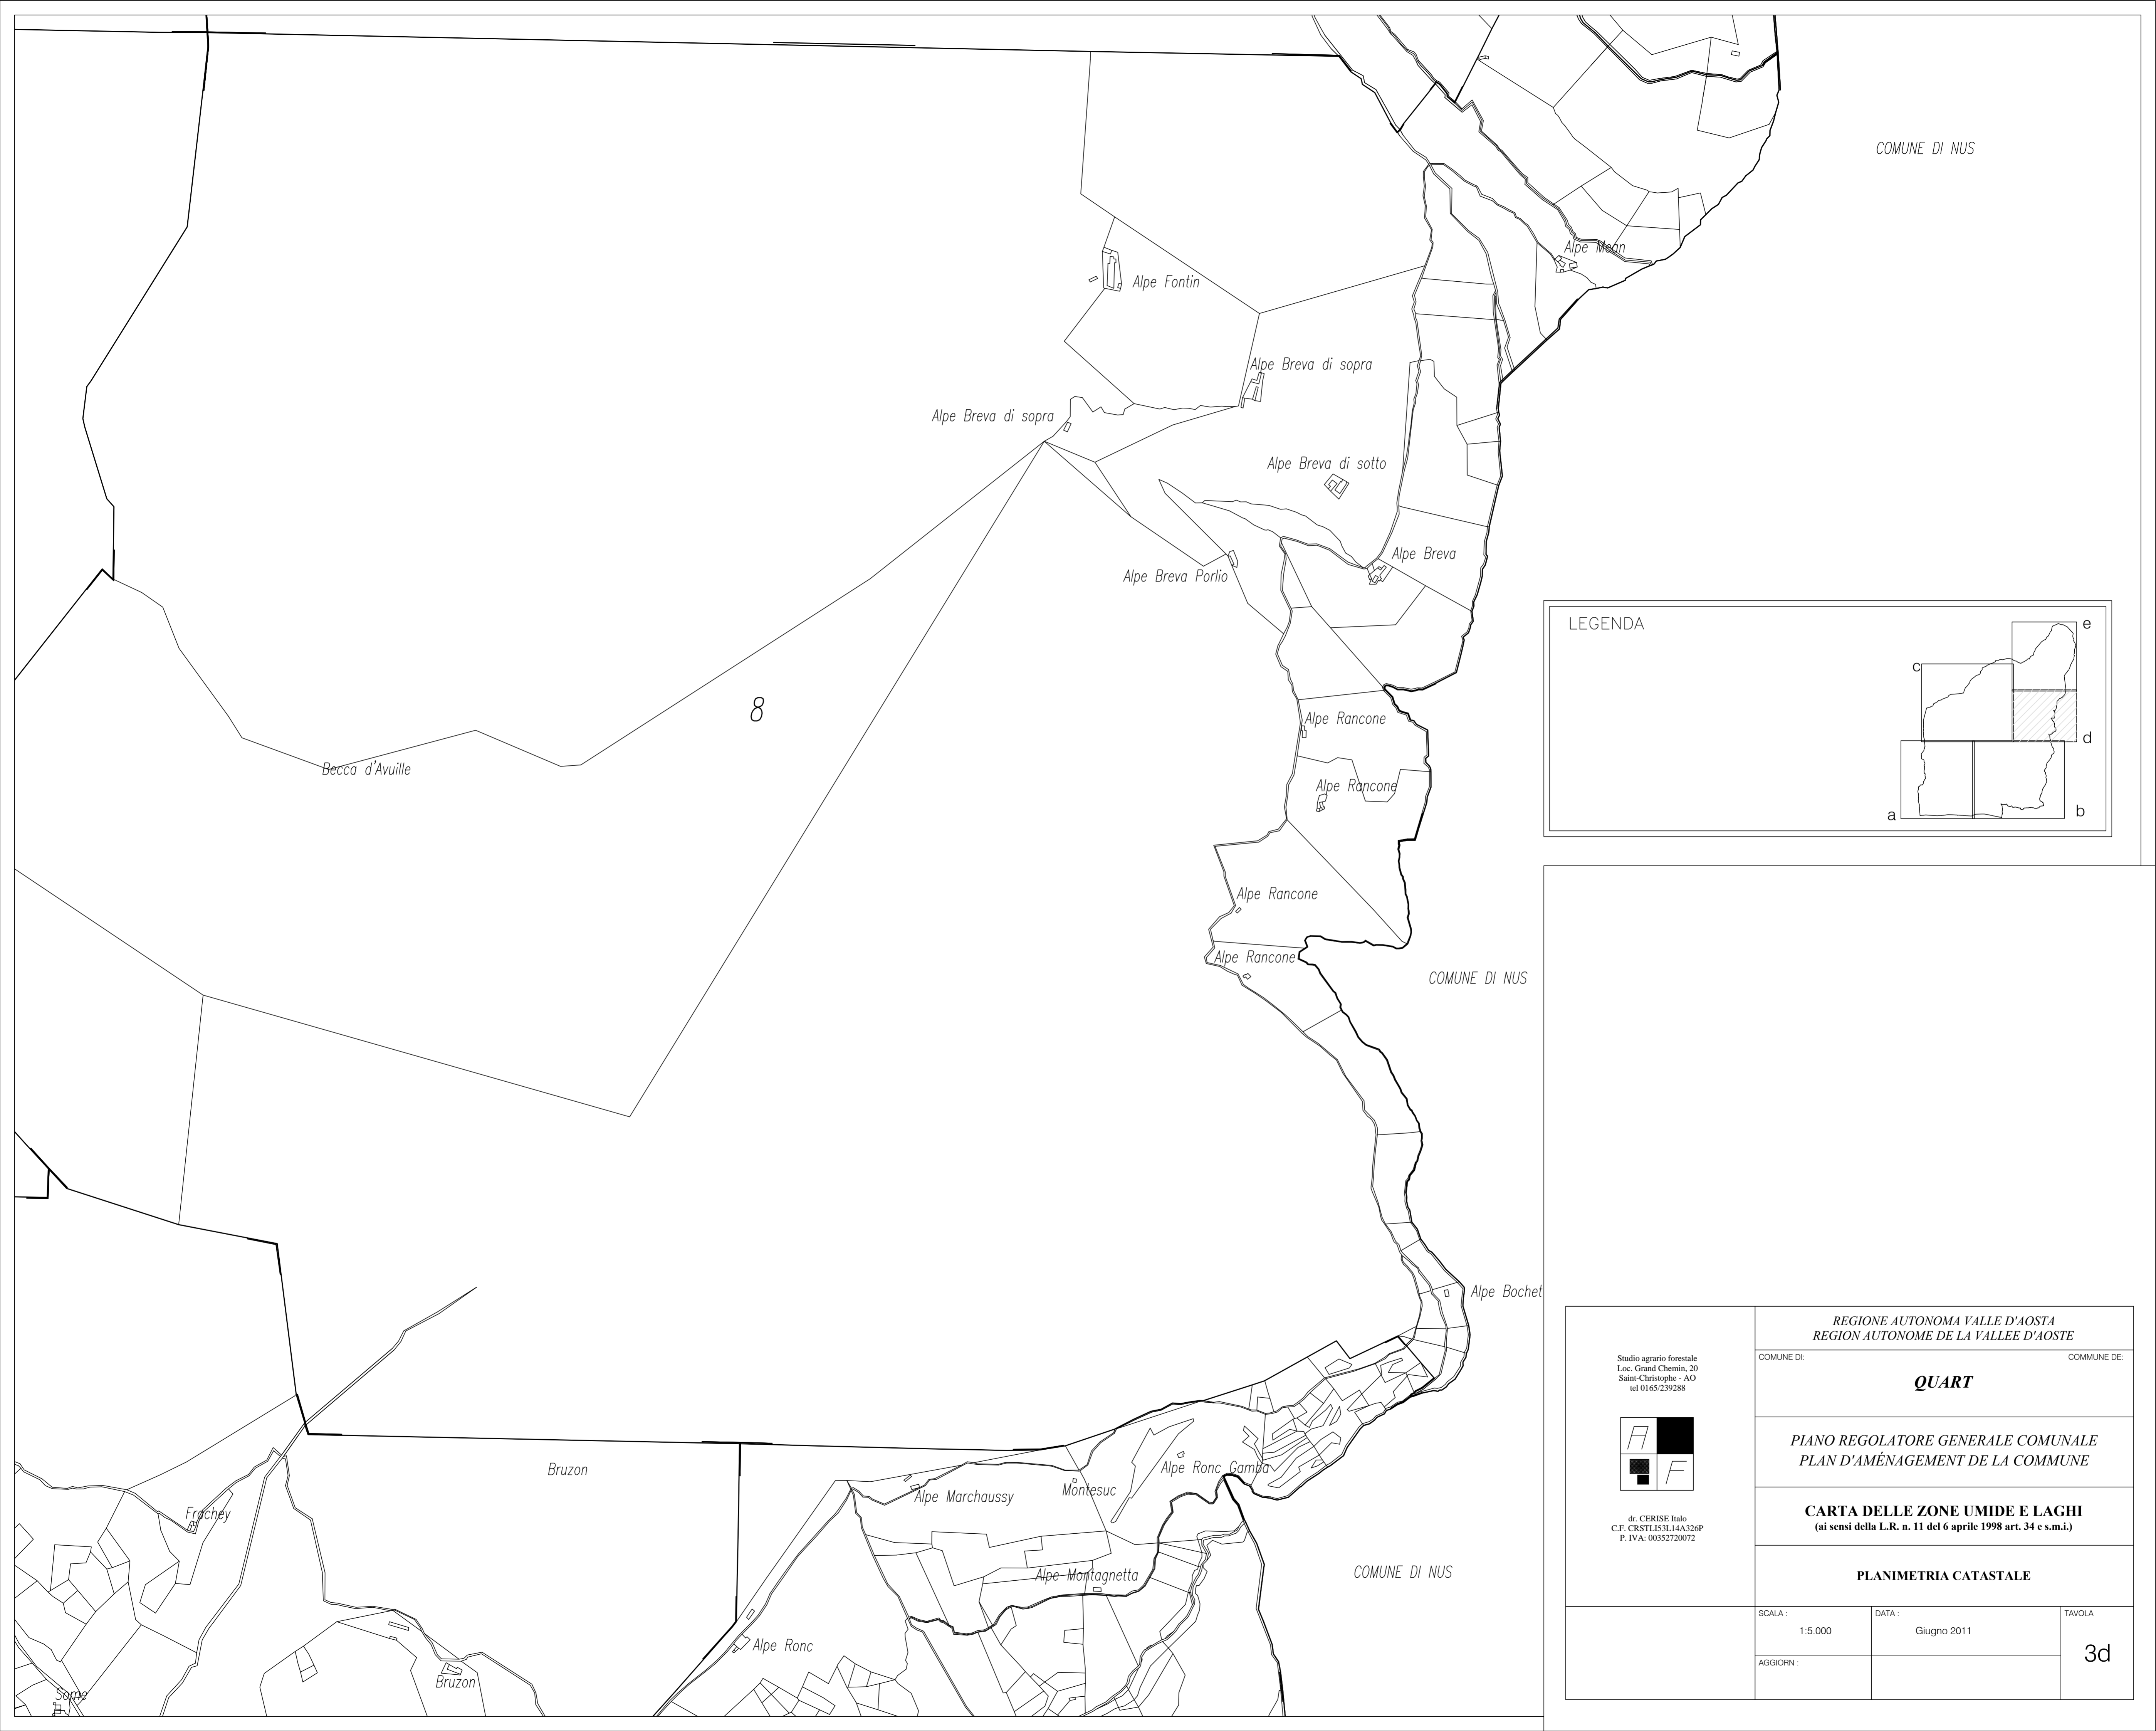 COMUNE DI NUS
Alpe Mean
Alpe Fontin
Alpe Breva di sopra
Alpe Breva di sopra
Alpe Breva di sotto
Alpe Breva
Alpe Breva Porlio
8
Becca d'Avuille
Alpe Rancone
Alpe Rancone
Alpe Rancone
Alpe Rancone
COMUNE DI NUS
Alpe Bochet
Bruzon
Alpe Ronc Gamba
Montesuc
Alpe Marchaussy
Frachey
Alpe Montagnetta
COMUNE DI NUS
Alpe Ronc
Bruzon
Some
LEGENDA
e
c
d
a
b
Studio agrario forestale
Loc. Grand Chemin, 20
Saint-Christophe - AO
tel 0165/239288
A
F
dr. CERISE Italo
C.F. CRSTLI53L14A326P
P. IVA: 00352720072
REGIONE AUTONOMA VALLE D'AOSTA
REGION AUTONOME DE LA VALLEE D'AOSTE
COMUNE DI: COMMUNE DE:
QUART
PIANO REGOLATORE GENERALE COMUNALE
PLAN D'AMÉNAGEMENT DE LA COMMUNE
CARTA DELLE ZONE UMIDE E LAGHI
(ai sensi della L.R. n. 11 del 6 aprile 1998 art. 34 e s.m.i.)
PLANIMETRIA CATASTALE
SCALA : DATA : TAVOLA
1:5.000 Giugno 2011
3d
AGGIORN :